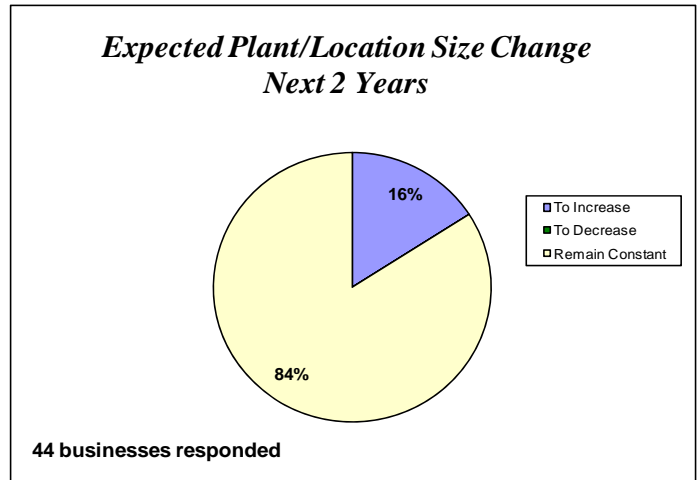 Expected Plant/Location Size Change
Next 2 Years
16%
To Increase
To Decrease
Remain Constant
84%
44 businesses responded